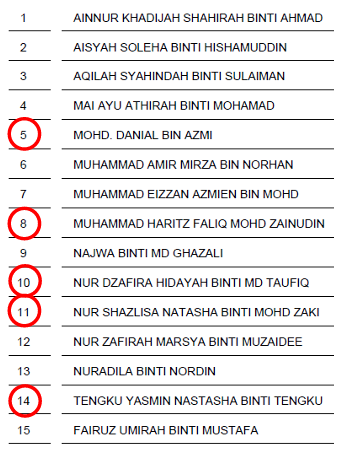 1 AINNUR KHADIJAH SHAHIRAH BINTI AHMAD
2 AISYAH SOLEHA BINTI HISHAMUDDIN
3 AQILAH SYAHINDAH BINTI SULAIMAN
4 MAI AYU ATHIRAH BINTI MOHAMAD
5 MOHD. DANIAL BIN AZMI
6 MUHAMMAD AMIR MIRZA BIN NORHAN
7 MUHAMMAD EIZZAN AZMIEN BIN MOHD
8 MUHAMMAD HARITZ FALIQ MOHD ZAINUDIN
9 NAJWA BINTI MD GHAZALI
10 NUR DZAFIRA HIDAYAH BINTI MD TAUFIQ
11 NUR SHAZLISA NATASHA BINTI MOHD ZAKI
12 NUR ZAFIRAH MARSYA BINTI MUZAIDEE
13 NURADILA BINTI NORDIN
14 TENGKU YASMIN NASTASHA BINTI TENGKU
15 FAIRUZ UMIRAH BINTI MUSTAFA